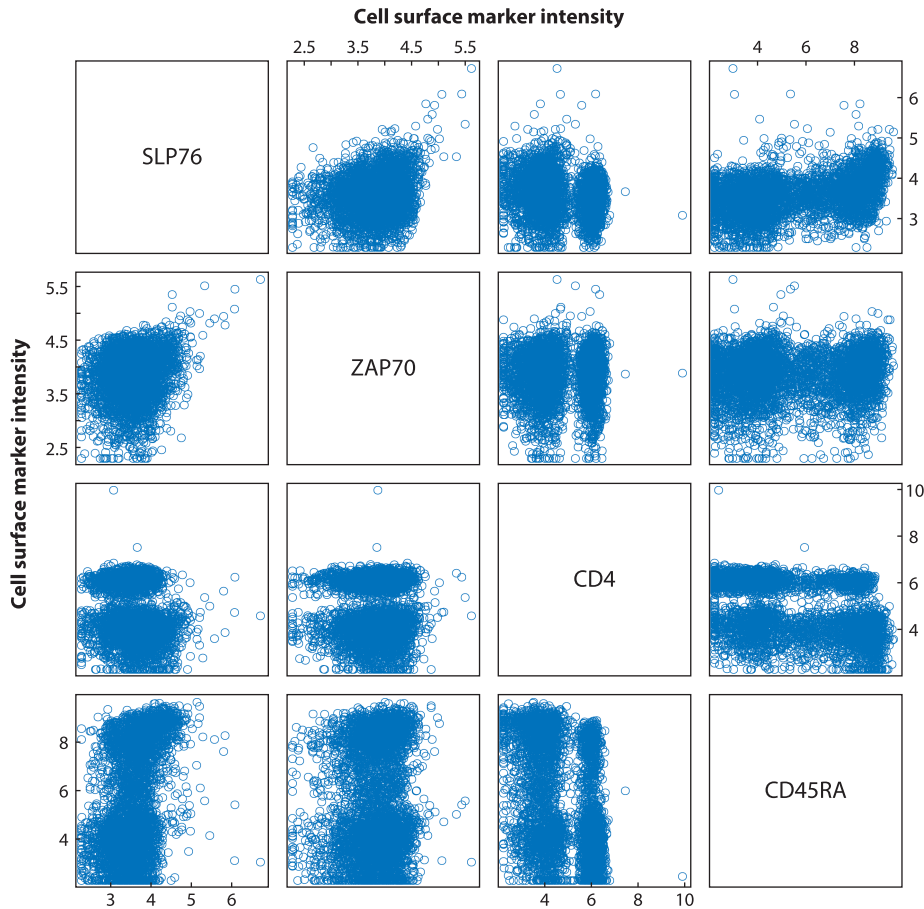 Cell surface marker intensity
2.5 3.5 4.5 5.5 4 6 8
SLP76
6
5
4
3
Cell surface marker intensity
5.5
4.5
3.5
2.5
ZAP70
CD4
10
8
6
4
8
6
4
CD45RA
3 4 5 6 4 6 8 10